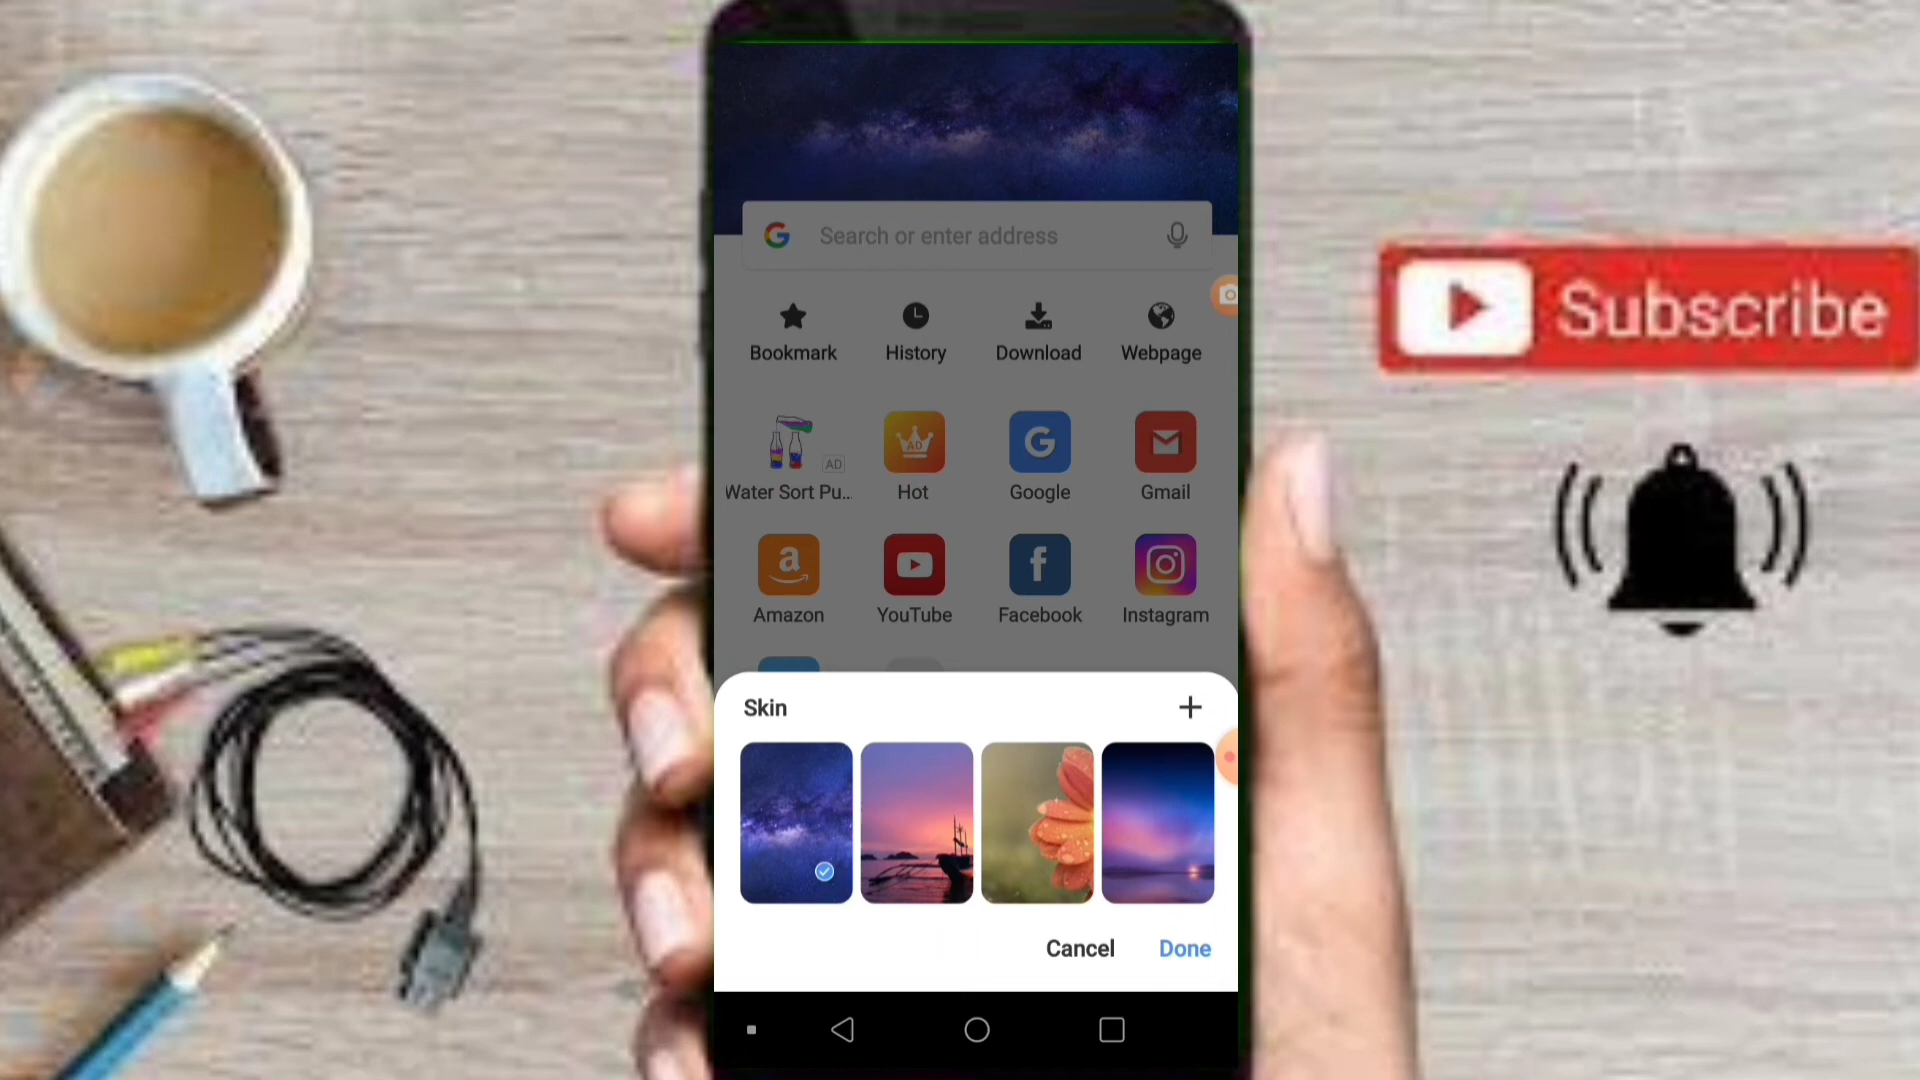 Search or enter address
Bookmark
History
Download
Webpage
AD
AD
Water Sort Pu...
Hot
Google
Gmail
Amazon
YouTube
Facebook
Instagram
Skin
Cancel
Done
Subscribe